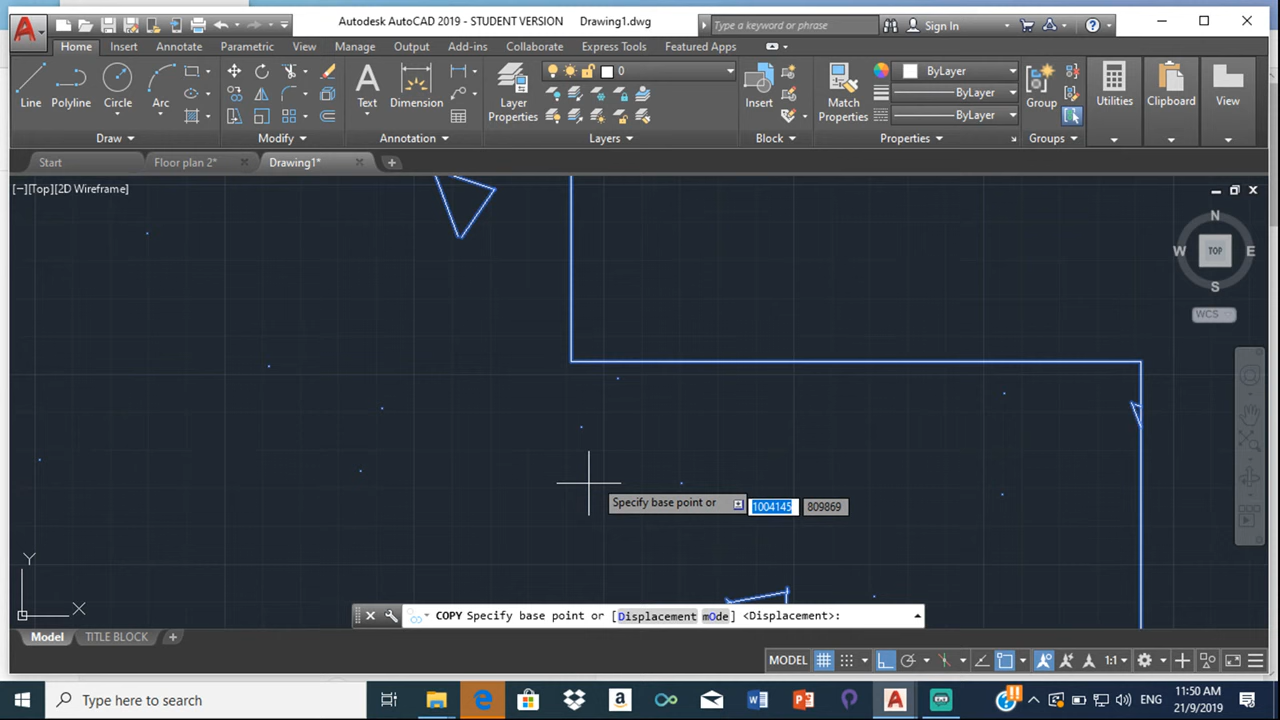 Autodesk AutoCAD 2019 - STUDENT VERSION Drawing1.dwg
Type a keyword or phrase
Sign In
Home Insert Annotate Parametric View Manage Output Add-ins Collaborate Express Tools Featured Apps
Line Polyline Circle Arc
Text Dimension
Layer Properties
0
Insert
Match Properties
ByLayer
ByLayer
ByLayer
Group Utilities Clipboard View
Draw Modify Annotation Layers Block Properties Groups
Start Floor plan 2* Drawing1*
[−][Top][2D Wireframe]
N
W TOP E
S
WCS
Specify base point or 1004145 809869
Y
X
COPY Specify base point or [Displacement mOde] <Displacement>:
Model TITLE BLOCK
MODEL 1:1
Type here to search
ENG
11:50 AM
21/9/2019